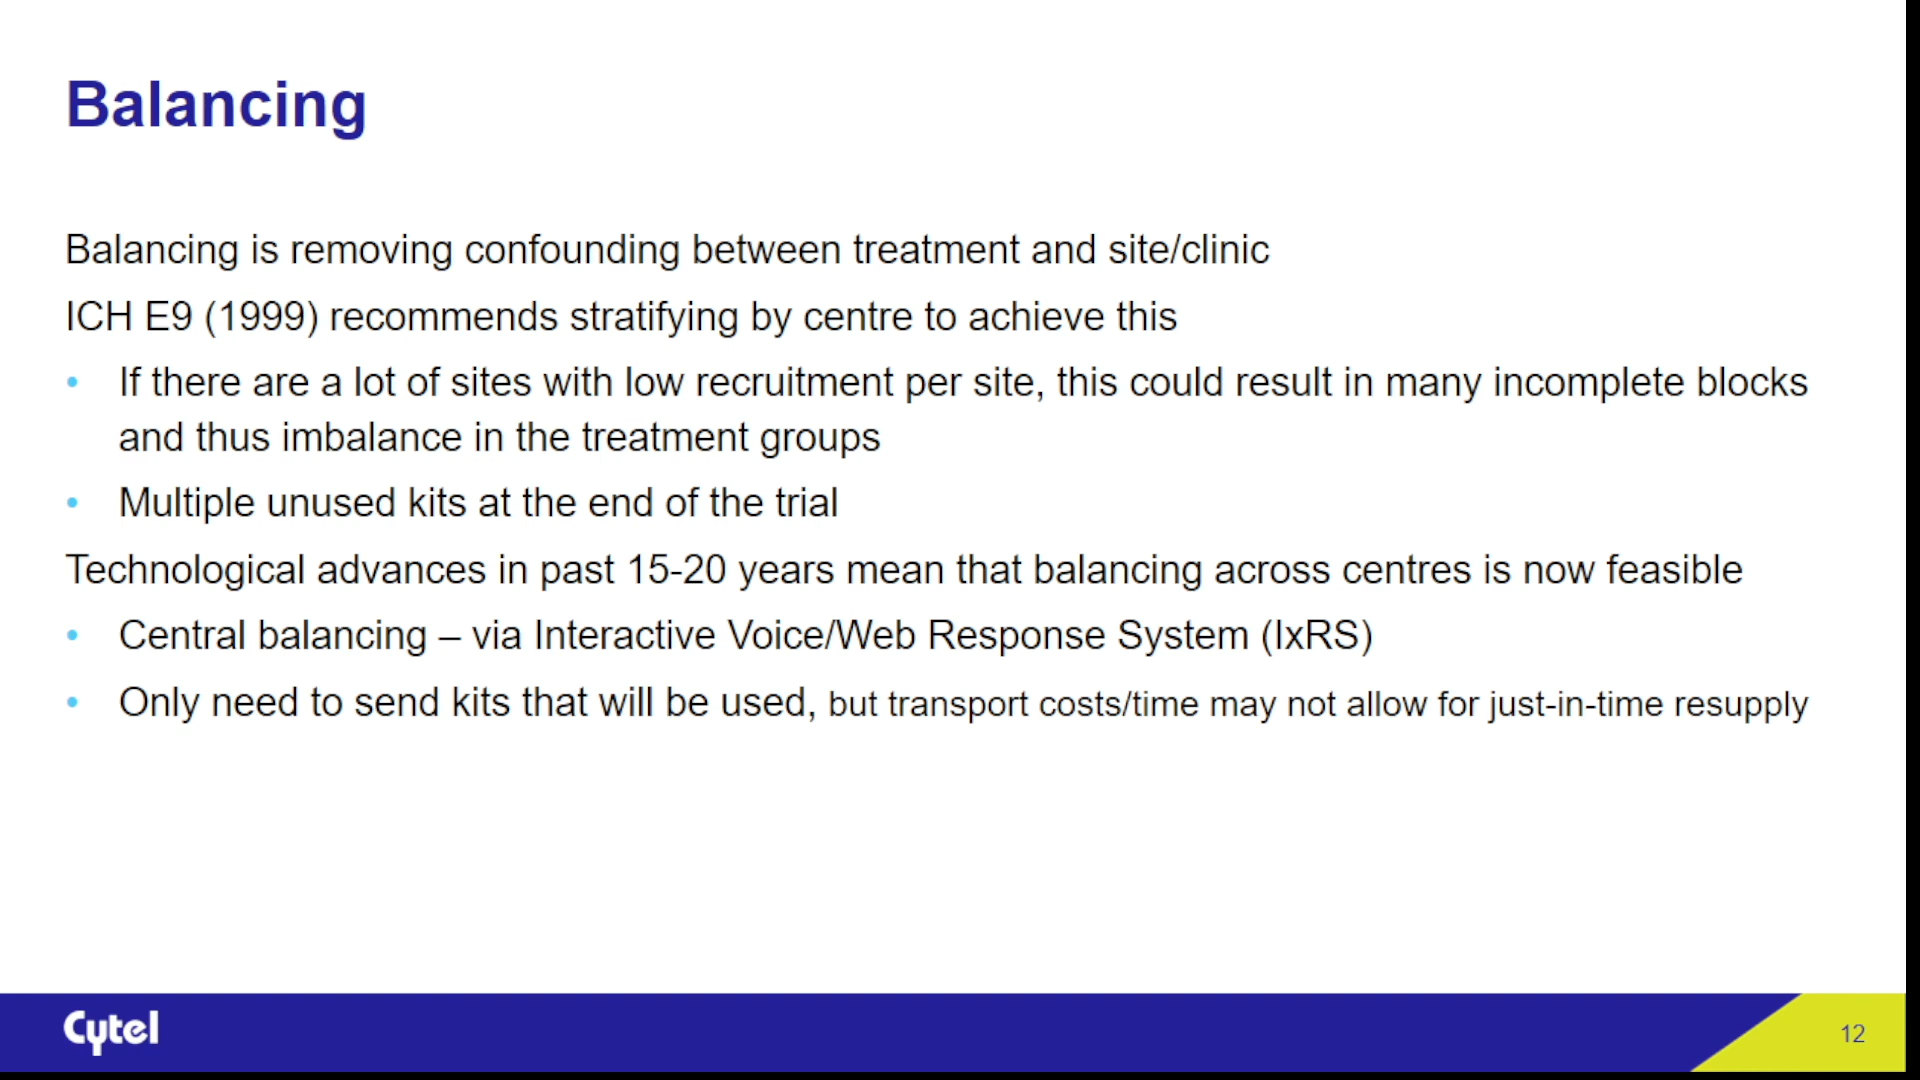 Balancing
Balancing is removing confounding between treatment and site/clinic
ICH E9 (1999) recommends stratifying by centre to achieve this
• If there are a lot of sites with low recruitment per site, this could result in many incomplete blocks
and thus imbalance in the treatment groups
• Multiple unused kits at the end of the trial
Technological advances in past 15-20 years mean that balancing across centres is now feasible
• Central balancing – via Interactive Voice/Web Response System (IxRS)
• Only need to send kits that will be used, but transport costs/time may not allow for just-in-time resupply
Cytel
12